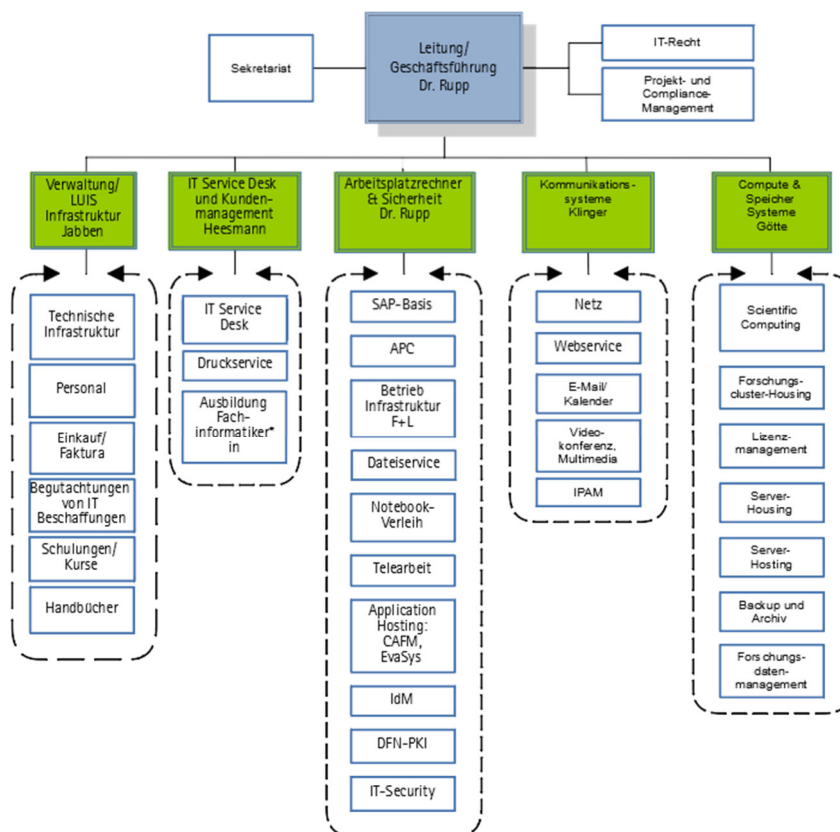 Leitung/
Geschäftsführung
Dr. Rupp
Sekretariat
IT-Recht
Projekt- und
Compliance-
Management
Verwaltung/
LUIS
Infrastruktur
Jabben
IT Service Desk
und Kunden-
management
Heesmann
Arbeitsplatzrechner
& Sicherheit
Dr. Rupp
Kommunikations-
systeme
Klinger
Compute &
Speicher
Systeme
Götte
Technische
Infrastruktur
Personal
Einkauf/
Faktura
Begutachtungen
von IT
Beschaffungen
Schulungen/
Kurse
Handbücher
IT Service
Desk
Druckservice
Ausbildung
Fach-
informatiker*
in
SAP-Basis
APC
Betrieb
Infrastruktur
F+L
Dateiservice
Notebook-
Verleih
Telearbeit
Application
Hosting:
CAFM,
EvaSys
IdM
DFN-PKI
IT-Security
Netz
Webservice
E-Mail/
Kalender
Video-
konferenz,
Multimedia
IPAM
Scientific
Computing
Forschungs-
cluster-Housing
Lizenz-
management
Server-
Housing
Server-
Hosting
Backup und
Archiv
Forschungs-
daten-
management